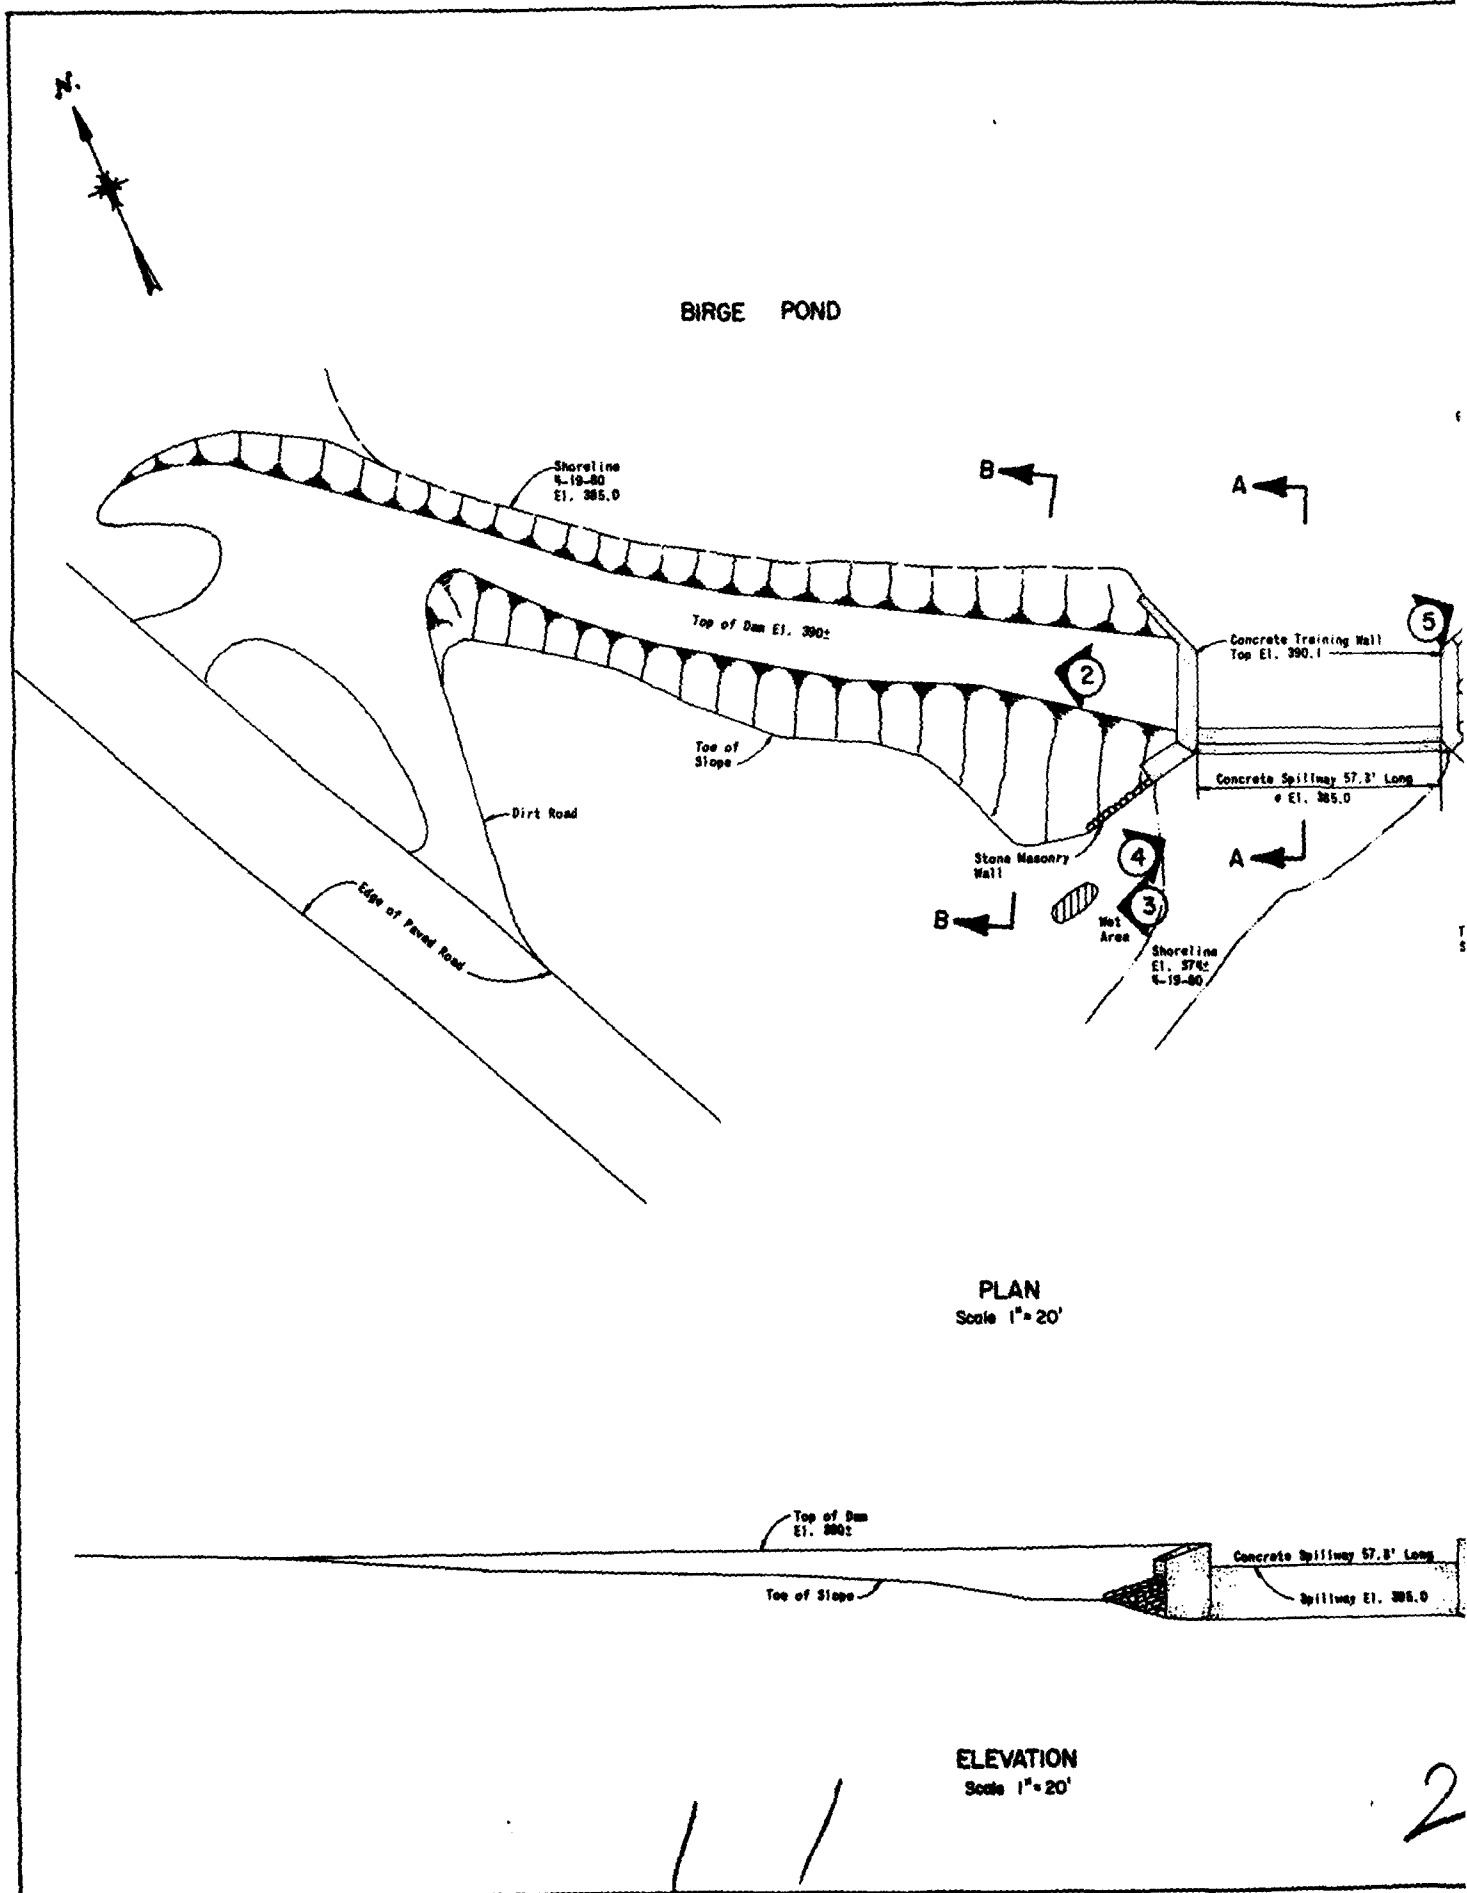 N.
BIRGE POND
Shoreline
4-19-80
El. 385.0
B
A
5
Top of Dam El. 390±
Concrete Training Wall
Top El. 390.1
2
Toe of
Slope
Concrete Spillway 57.3' Long
El. 385.0
Dirt Road
Stone Masonry
Wall
4
A
Edge of Paved Road
B
3
Wet
Area
Shoreline
El. 374±
4-19-80
PLAN
Scale 1"=20'
Top of Dam
El. 390±
Concrete Spillway 57.3' Long
Toe of Slope
Spillway El. 385.0
ELEVATION
Scale 1"=20'
2